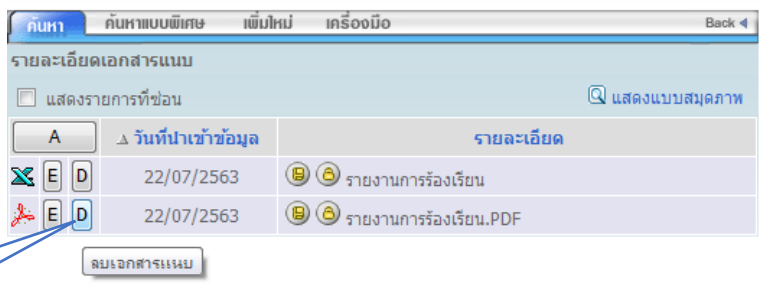 ค้นหา ค้นหาแบบพิเศษ เพิ่มใหม่ เครื่องมือ Back
รายละเอียดเอกสารแนบ
แสดงรายการที่ซ่อน แสดงแบบสมุดภาพ
A วันที่นำเข้าข้อมูล รายละเอียด
E D 22/07/2563 รายงานการร้องเรียน
E D 22/07/2563 รายงานการร้องเรียน.PDF
ลบเอกสารแนบ